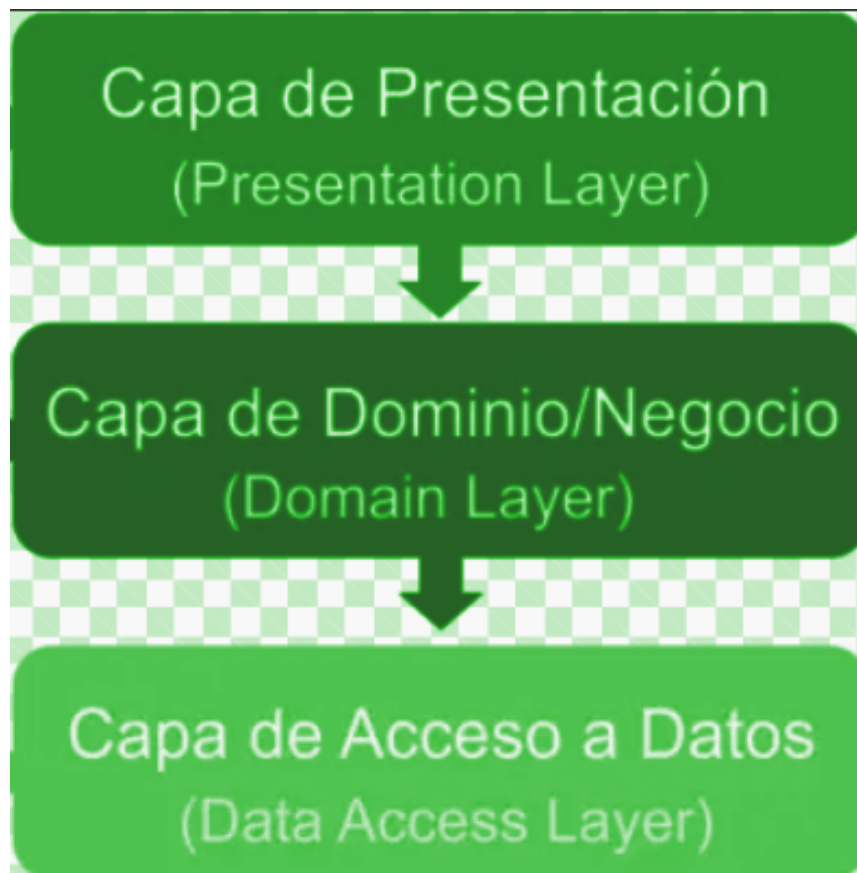 Capa de Presentación
(Presentation Layer)
Capa de Dominio/Negocio
(Domain Layer)
Capa de Acceso a Datos
(Data Access Layer)